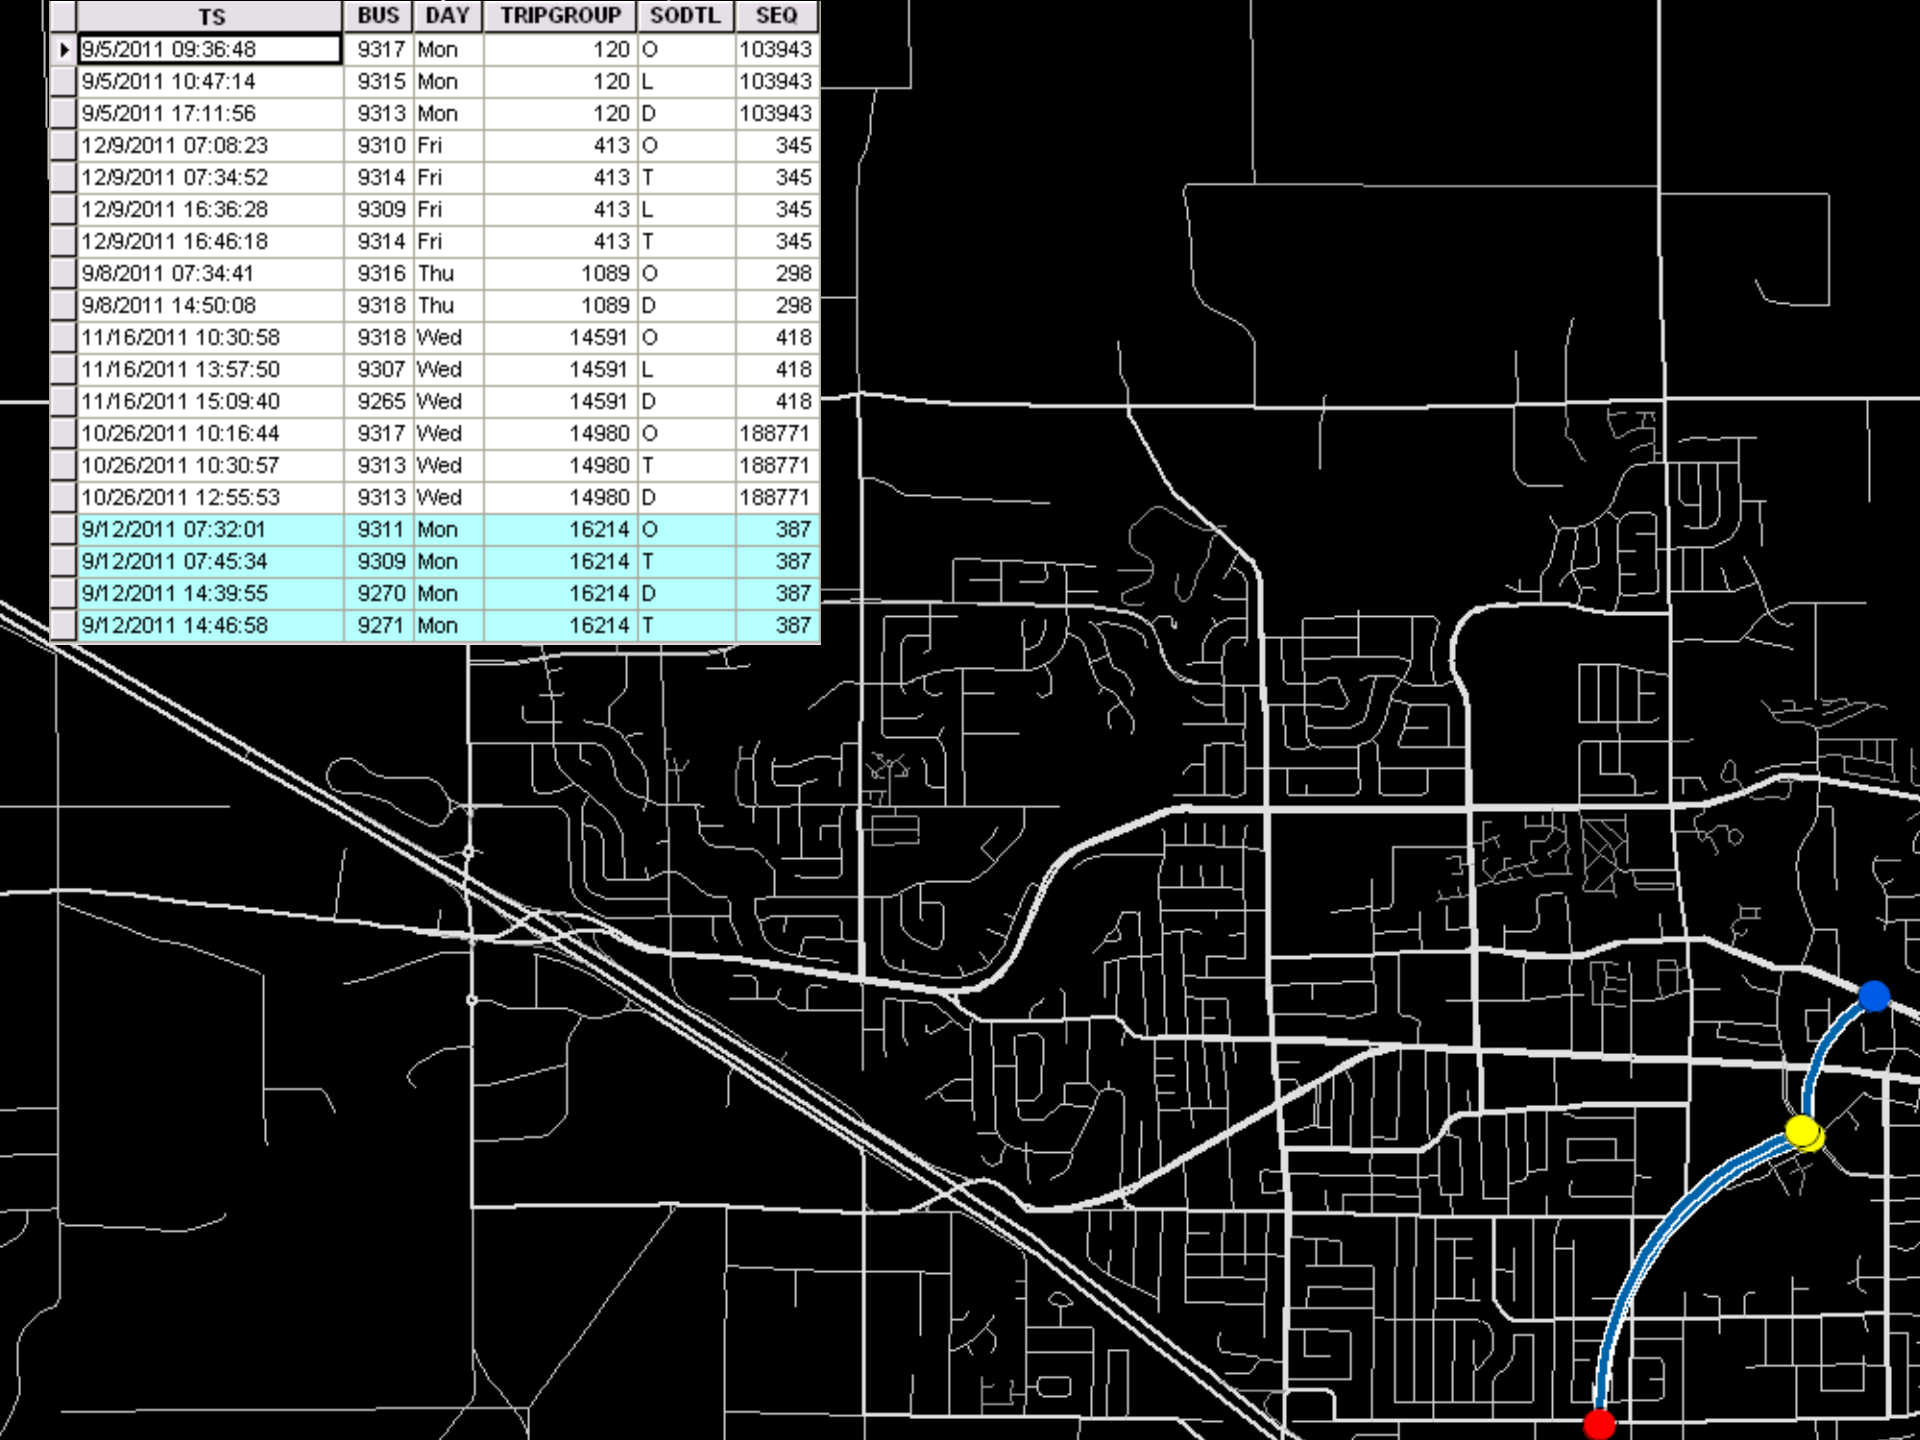 TS BUS DAY TRIPGROUP SODTL SEQ
9/5/2011 09:36:48 9317 Mon 120 O 103943
9/5/2011 10:47:14 9315 Mon 120 L 103943
9/5/2011 17:11:56 9313 Mon 120 D 103943
12/9/2011 07:08:23 9310 Fri 413 O 345
12/9/2011 07:34:52 9314 Fri 413 T 345
12/9/2011 16:36:28 9309 Fri 413 L 345
12/9/2011 16:46:18 9314 Fri 413 T 345
9/8/2011 07:34:41 9316 Thu 1089 O 298
9/8/2011 14:50:08 9318 Thu 1089 D 298
11/16/2011 10:30:58 9318 Wed 14591 O 418
11/16/2011 13:57:50 9307 Wed 14591 L 418
11/16/2011 15:09:40 9265 Wed 14591 D 418
10/26/2011 10:16:44 9317 Wed 14980 O 188771
10/26/2011 10:30:57 9313 Wed 14980 T 188771
10/26/2011 12:55:53 9313 Wed 14980 D 188771
9/12/2011 07:32:01 9311 Mon 16214 O 387
9/12/2011 07:45:34 9309 Mon 16214 T 387
9/12/2011 14:39:55 9270 Mon 16214 D 387
9/12/2011 14:46:58 9271 Mon 16214 T 387